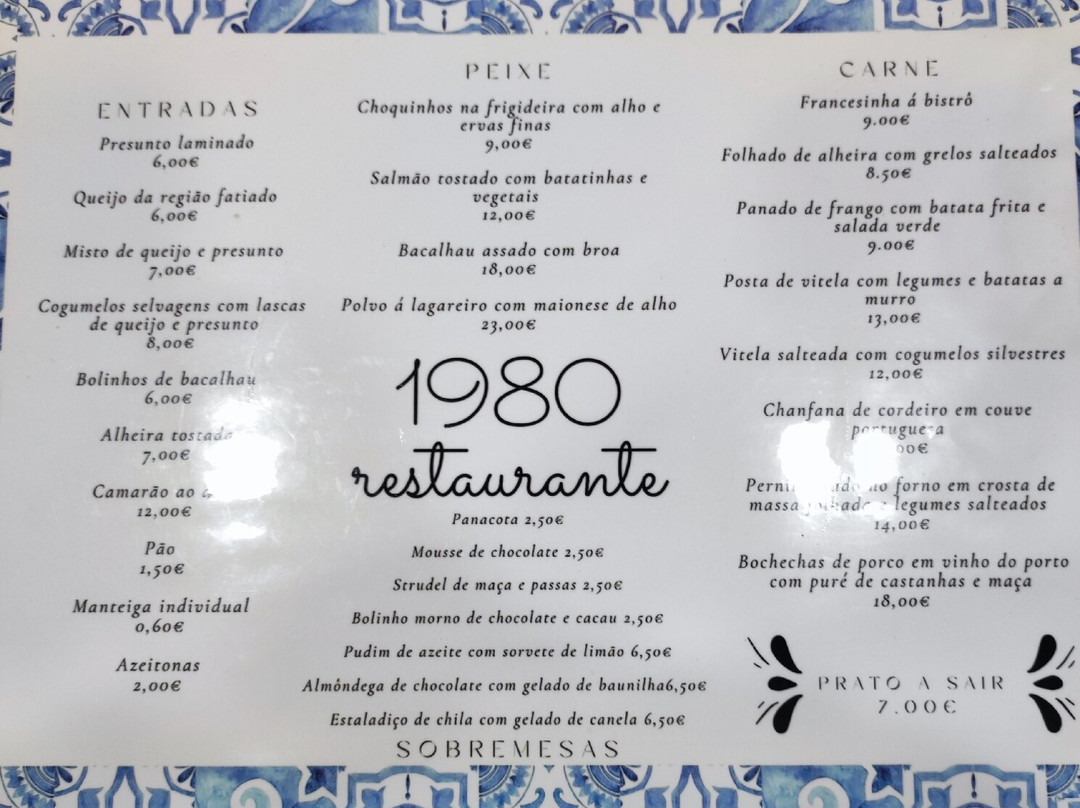 ENTRADAS
Presunto laminado
6,00€
Queijo da região fatiado
6,00€
Misto de queijo e presunto
7,00€
Cogumelos selvagens com lascas
de queijo e presunto
8,00€
Bolinhos de bacalhau
6,00€
Alheira tostada
7,00€
Camarão ao
12,00€
Pão
1,50€
Manteiga individual
0,60€
Azeitonas
2,00€
PEIXE
Choquinhos na frigideira com alho e
ervas finas
9,00€
Salmão tostado com batatinhas e
vegetais
12,00€
Bacalhau assado com broa
18,00€
Polvo á lagareiro com maionese de alho
23,00€
1980
restaurante
Panacota 2,50€
Mousse de chocolate 2,50€
Strudel de maça e passas 2,50€
Bolinho morno de chocolate e cacau 2,50€
Pudim de azeite com sorvete de limão 6,50€
Almôndega de chocolate com gelado de baunilha6,50€
Estaladiço de chila com gelado de canela 6,50€
SOBREMESAS
CARNE
Francesinha á bistrô
9.00€
Folhado de alheira com grelos salteados
8.50€
Panado de frango com batata frita e
salada verde
9.00€
Posta de vitela com legumes e batatas a
murro
13,00€
Vitela salteada com cogumelos silvestres
12,00€
Chanfana de cordeiro em couve
portuguesa
no forno em crosta de
massa folhada e legumes salteados
14,00€
Bochechas de porco em vinho do porto
com puré de castanhas e maça
18,00€
PRATO A SAIR
7.00€